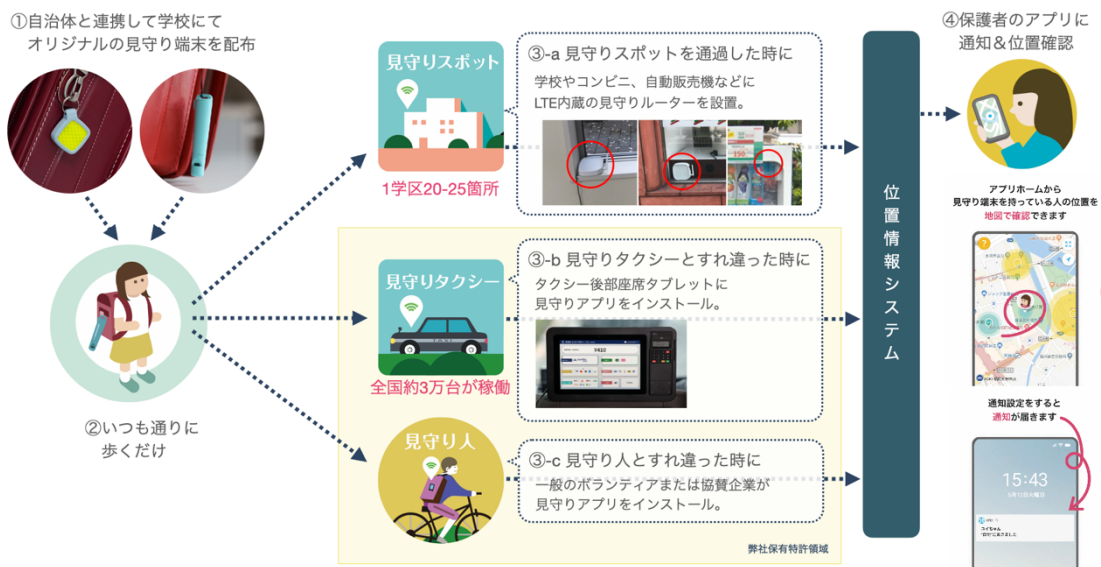 ①自治体と連携して学校にて
オリジナルの見守り端末を配布
②いつも通りに
歩くだけ
見守りスポット
1学区20-25箇所
③-a 見守りスポットを通過した時に
学校やコンビニ、自動販売機などに
LTE内蔵の見守りルーターを設置。
150
見守りタクシー
TAXI
全国約3万台が稼働
③-b 見守りタクシーとすれ違った時に
タクシー後部座席タブレットに
見守りアプリをインストール。
見守り人
③-c 見守り人とすれ違った時に
一般のボランティアまたは協賛企業が
見守りアプリをインストール。
弊社保有特許領域
位置情報システム
④保護者のアプリに
通知＆位置確認
アプリホームから
見守り端末を持っている人の位置を
地図で確認できます
?
通知設定をすると
通知が届きます
15:43